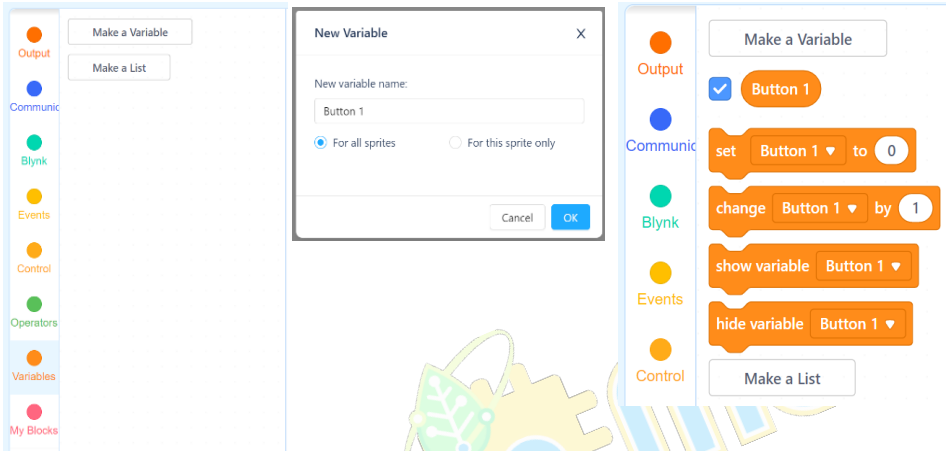 Output
Communic
Blynk
Events
Control
Operators
Variables
My Blocks
Make a Variable
Make a List
New Variable
X
New variable name:
Button 1
For all sprites
For this sprite only
Cancel
OK
Output
Communic
Blynk
Events
Control
Make a Variable
Button 1
set Button 1 ▼ to 0
change Button 1 ▼ by 1
show variable Button 1 ▼
hide variable Button 1 ▼
Make a List